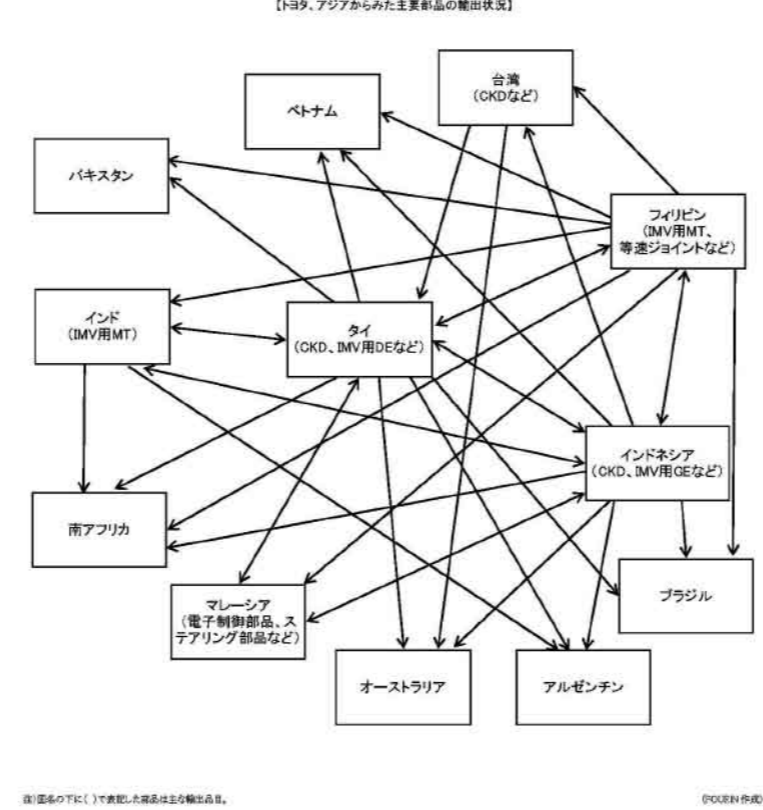 【トヨタ、アジアからみた主要部品の輸出状況】
台湾
(CKDなど)
ベトナム
パキスタン
フィリピン
(IMV用MT、
等速ジョイントなど)
インド
(IMV用MT)
タイ
(CKD、IMV用DEなど)
インドネシア
(CKD、IMV用GEなど)
南アフリカ
マレーシア
(電子制御部品、ス
テアリング部品など)
ブラジル
オーストラリア
アルゼンチン
注)国名の下に( )で表記した部品は主な輸出品目。
(FOURIN作成)